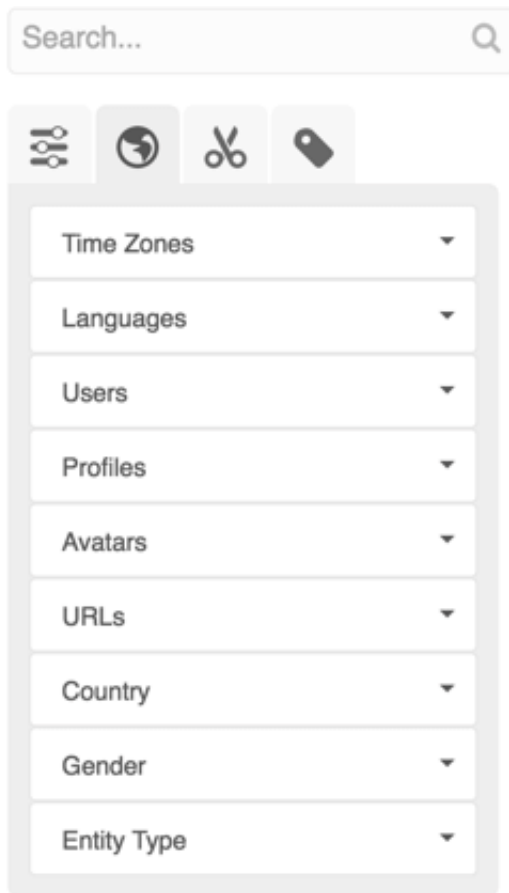 Search...
Time Zones
Languages
Users
Profiles
Avatars
URLs
Country
Gender
Entity Type